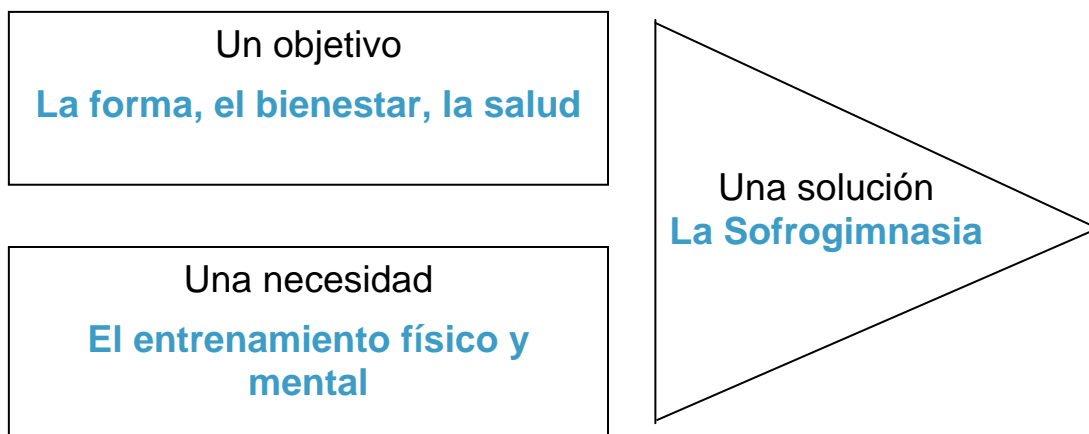 Un objetivo
La forma, el bienestar, la salud
Una necesidad
El entrenamiento físico y
mental
Una solución
La Sofrogimnasia